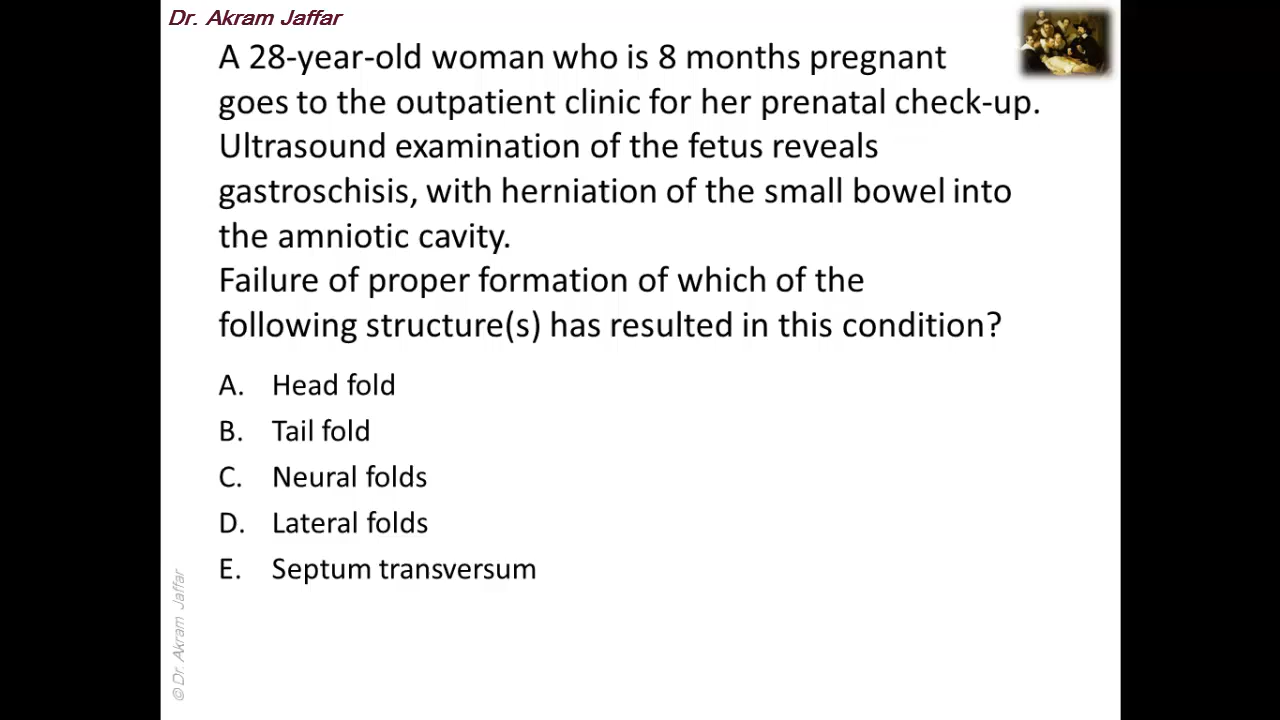 Dr. Akram Jaffar
A 28-year-old woman who is 8 months pregnant
goes to the outpatient clinic for her prenatal check-up.
Ultrasound examination of the fetus reveals
gastroschisis, with herniation of the small bowel into
the amniotic cavity.
Failure of proper formation of which of the
following structure(s) has resulted in this condition?
A. Head fold
B. Tail fold
C. Neural folds
D. Lateral folds
E. Septum transversum
© Dr. Akram Jaffar